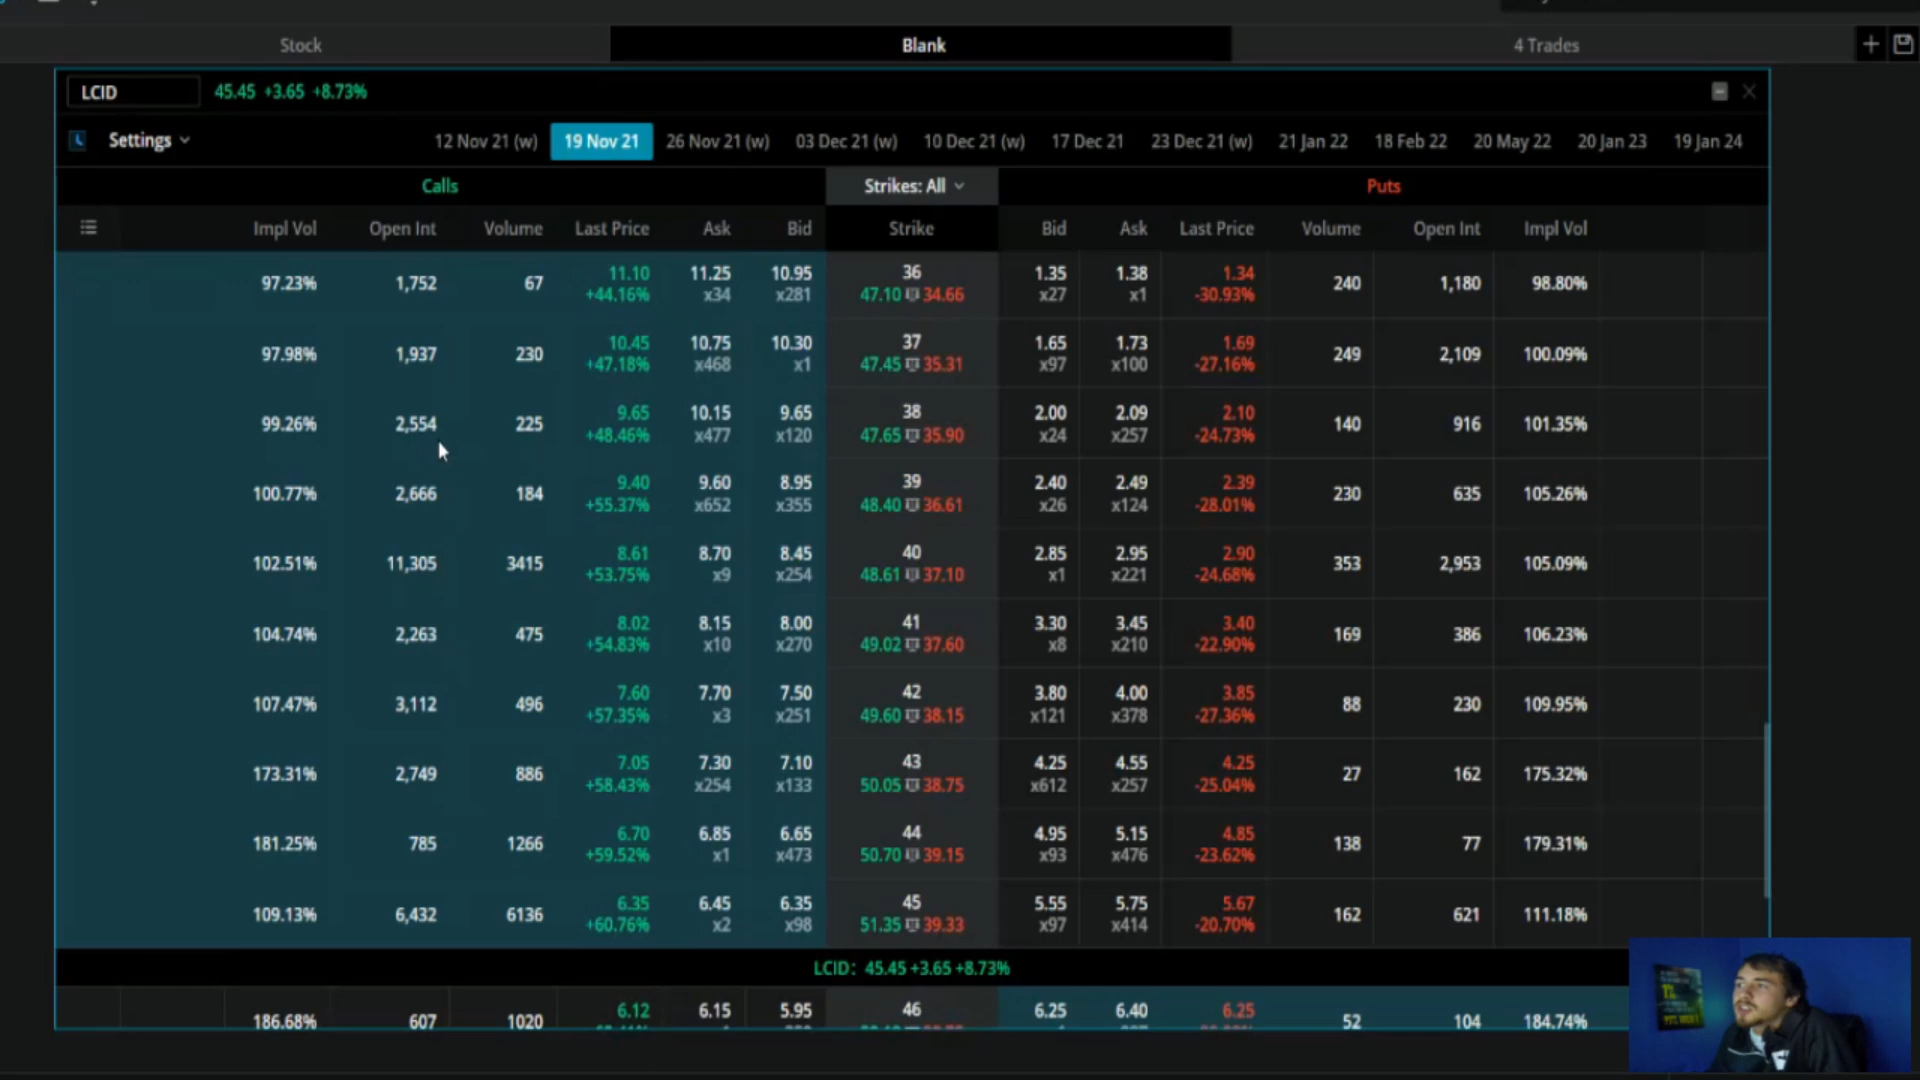 Stock Blank 4 Trades
LCID 45.45 +3.65 +8.73%
Settings 12 Nov 21 (w) 19 Nov 21 26 Nov 21 (w) 03 Dec 21 (w) 10 Dec 21 (w) 17 Dec 21 23 Dec 21 (w) 21 Jan 22 18 Feb 22 20 May 22 20 Jan 23 19 Jan 24
Calls Strikes: All Puts
Impl Vol Open Int Volume Last Price Ask Bid Strike Bid Ask Last Price Volume Open Int Impl Vol
97.23% 1,752 67 11.10 11.25 10.95 36 1.35 1.38 1.34 240 1,180 98.80%
+44.16% x34 x281 47.10 34.66 x27 x1 -30.93%
97.98% 1,937 230 10.45 10.75 10.30 37 1.65 1.73 1.69 249 2,109 100.09%
+47.18% x468 x1 47.45 35.31 x97 x100 -27.16%
99.26% 2,554 225 9.65 10.15 9.65 38 2.00 2.09 2.10 140 916 101.35%
+48.46% x477 x120 47.65 35.90 x24 x257 -24.73%
100.77% 2,666 184 9.40 9.60 8.95 39 2.40 2.49 2.39 230 635 105.26%
+55.37% x652 x355 48.40 36.61 x26 x124 -28.01%
102.51% 11,305 3415 8.61 8.70 8.45 40 2.85 2.95 2.90 353 2,953 105.09%
+53.75% x9 x254 48.61 37.10 x1 x221 -24.68%
104.74% 2,263 475 8.02 8.15 8.00 41 3.30 3.45 3.40 169 386 106.23%
+54.83% x10 x270 49.02 37.60 x8 x210 -22.90%
107.47% 3,112 496 7.60 7.70 7.50 42 3.80 4.00 3.85 88 230 109.95%
+57.35% x3 x251 49.60 38.15 x121 x378 -27.36%
173.31% 2,749 886 7.05 7.30 7.10 43 4.25 4.55 4.25 27 162 175.32%
+58.43% x254 x133 50.05 38.75 x612 x257 -25.04%
181.25% 785 1266 6.70 6.85 6.65 44 4.95 5.15 4.85 138 77 179.31%
+59.52% x1 x473 50.70 39.15 x93 x476 -23.62%
109.13% 6,432 6136 6.35 6.45 6.35 45 5.55 5.75 5.67 162 621 111.18%
+60.76% x2 x98 51.35 39.33 x97 x414 -20.70%
LCID: 45.45 +3.65 +8.73%
186.68% 607 1020 6.12 6.15 5.95 46 6.25 6.40 6.25 52 104 184.74%